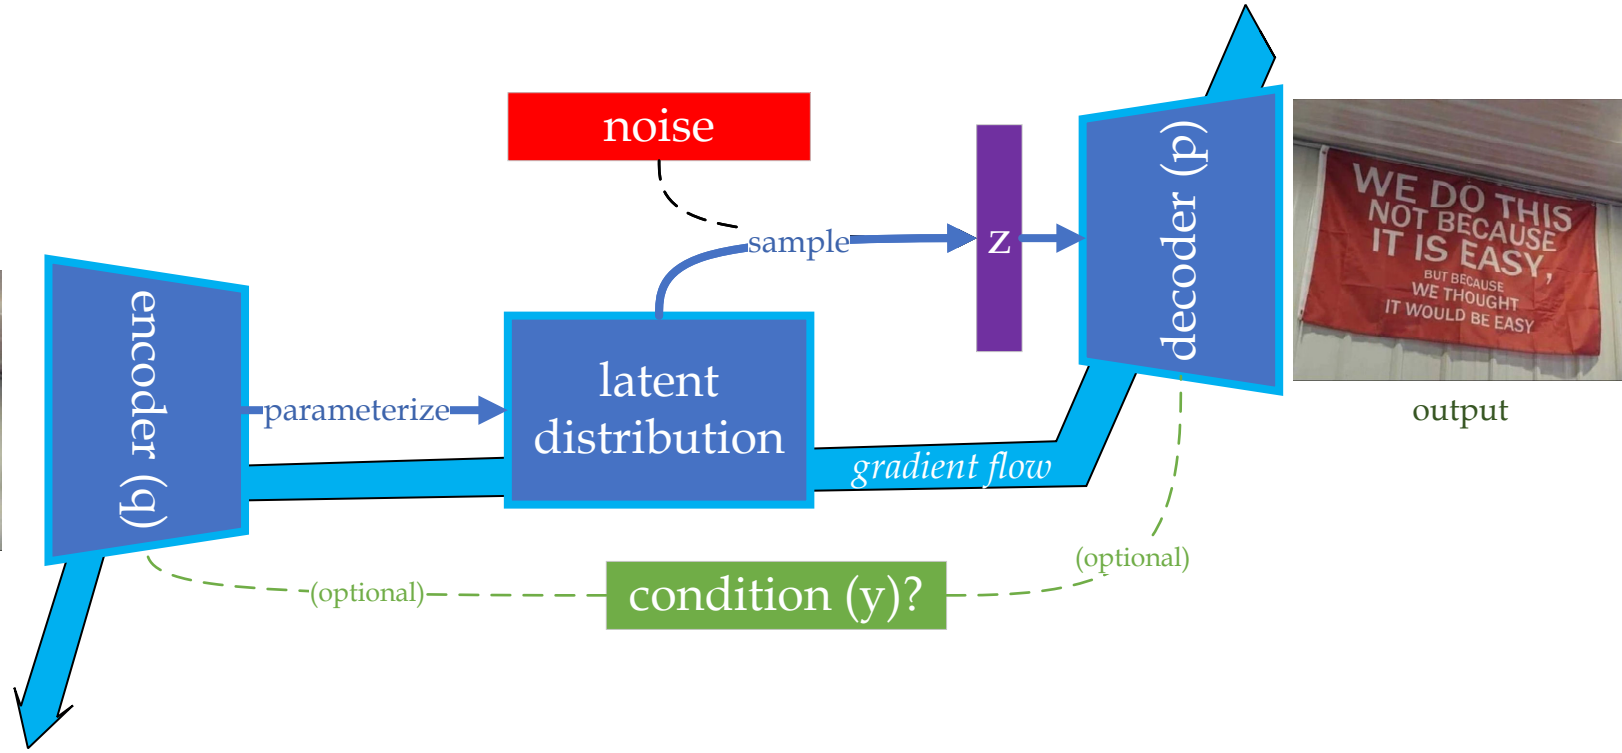 noise
sample
z
decoder (p)
encoder (q)
parameterize
latent
distribution
gradient flow
(optional)
condition (y)?
(optional)
WE DO THIS
NOT BECAUSE
IT IS EASY,
BUT BECAUSE
WE THOUGHT
IT WOULD BE EASY
output